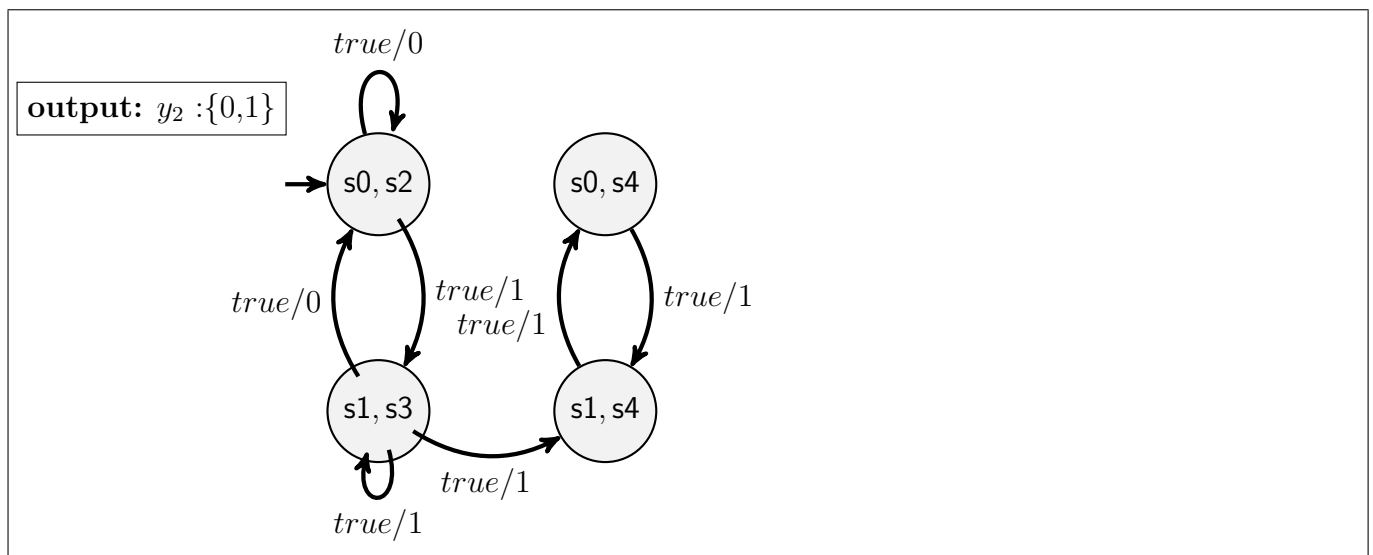 true/0
output: y₂ :{0,1}
s0, s2
s0, s4
true/0
true/1
true/1
true/1
s1, s3
s1, s4
true/1
true/1